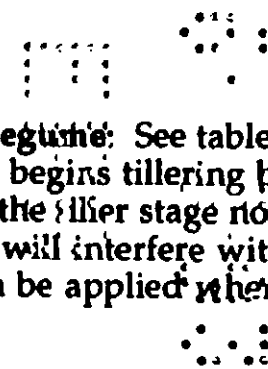 egume: See table
begins tillering
the tiller stage
will interfere wit
be applied when